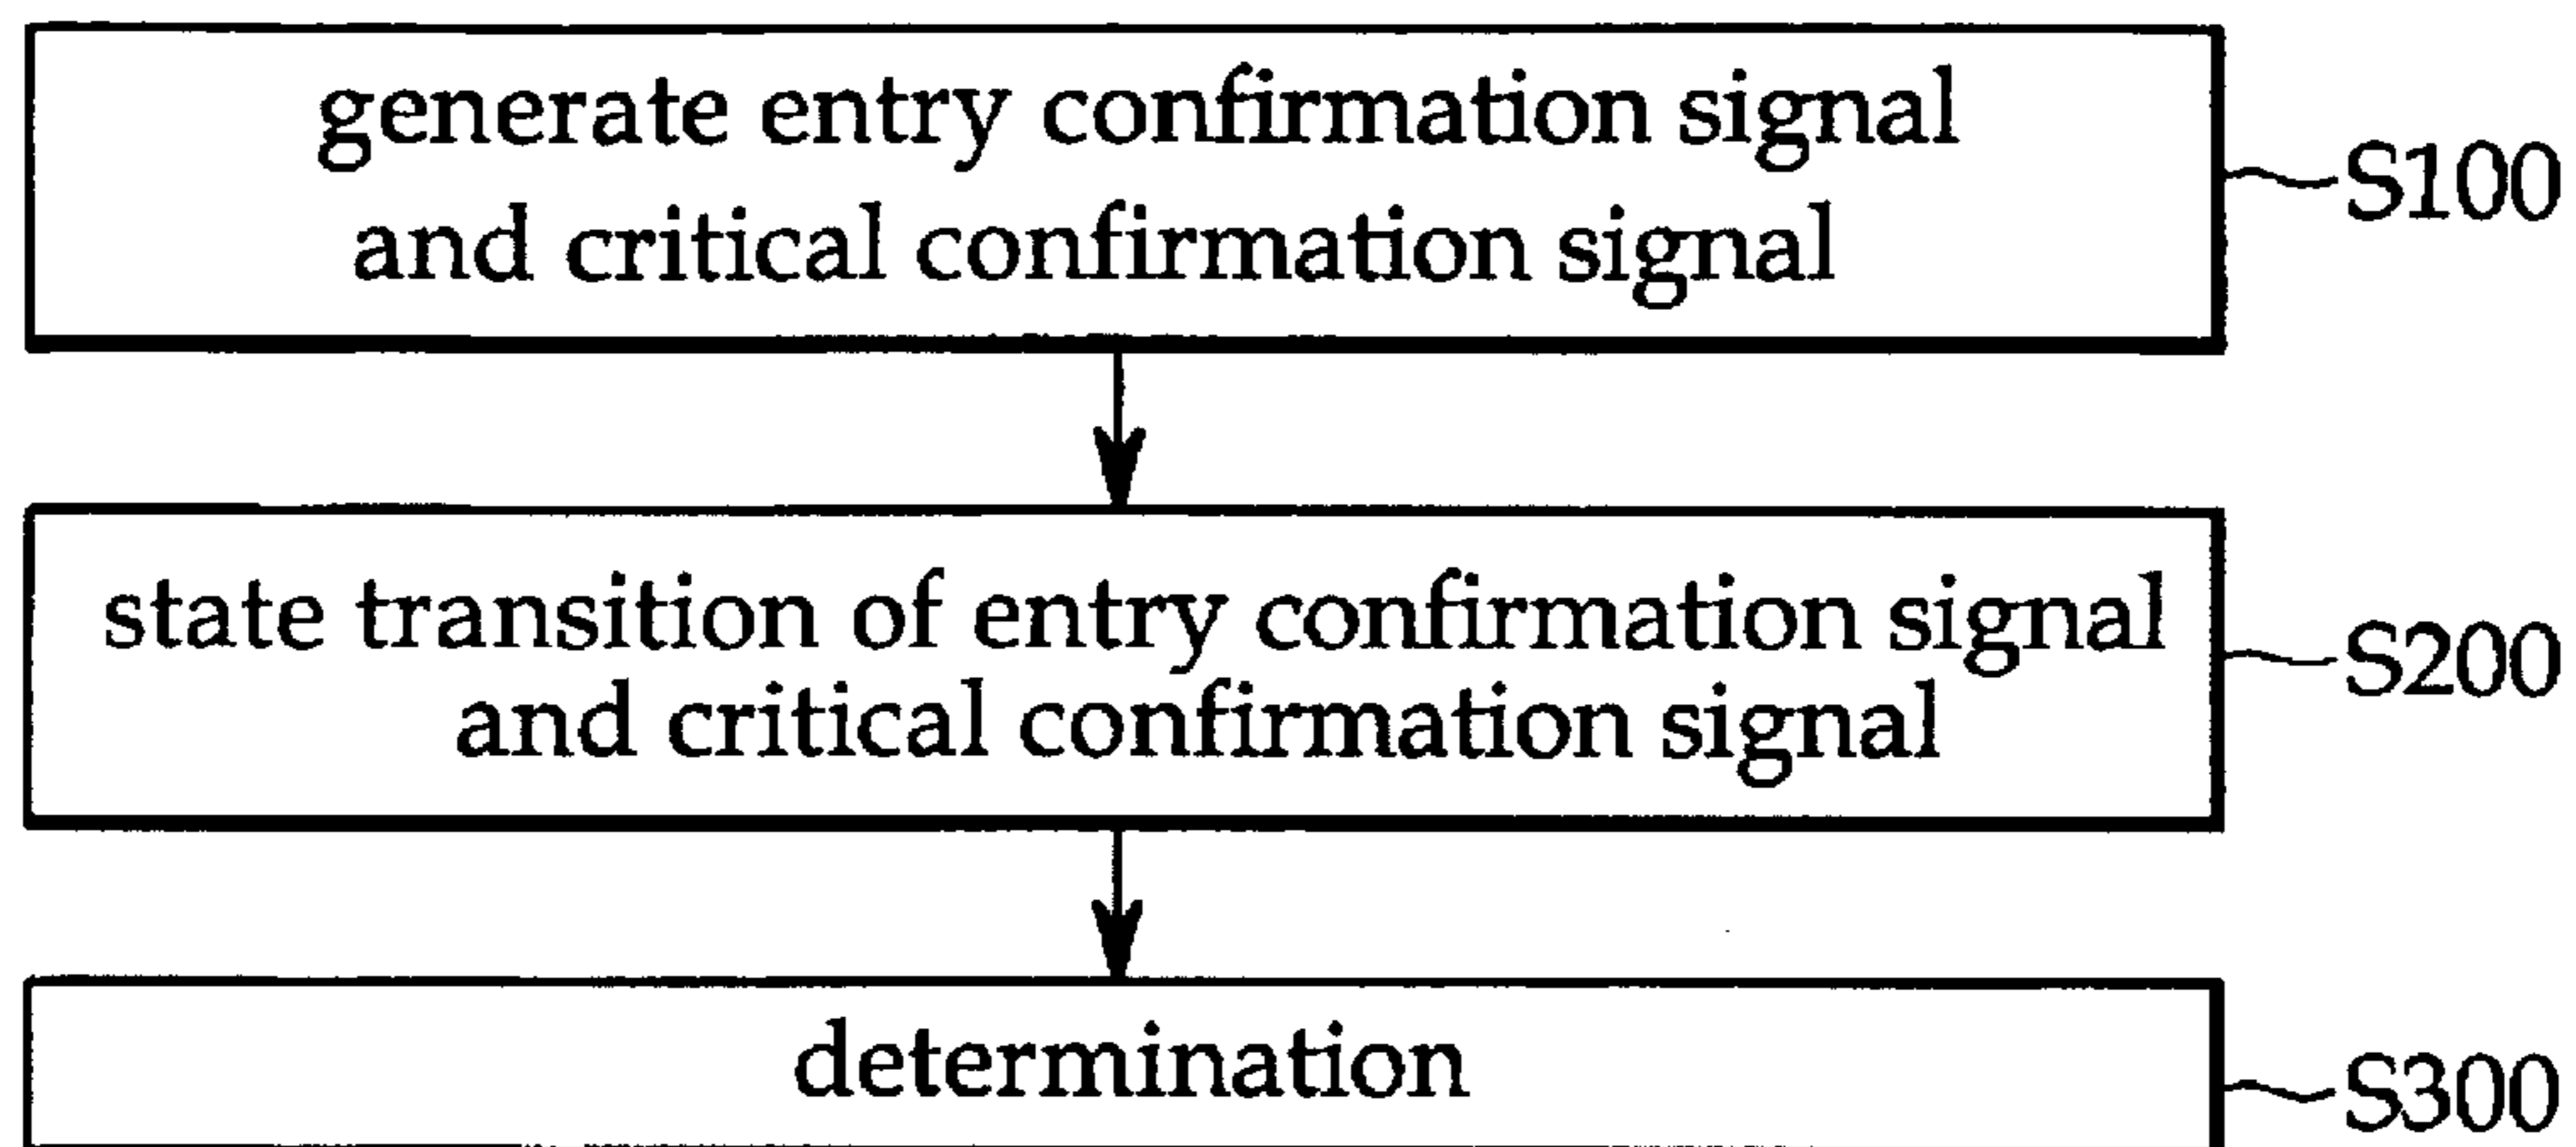 generate entry confirmation signal
and critical confirmation signal
S100
state transition of entry confirmation signal
and critical confirmation signal
S200
determination
S300